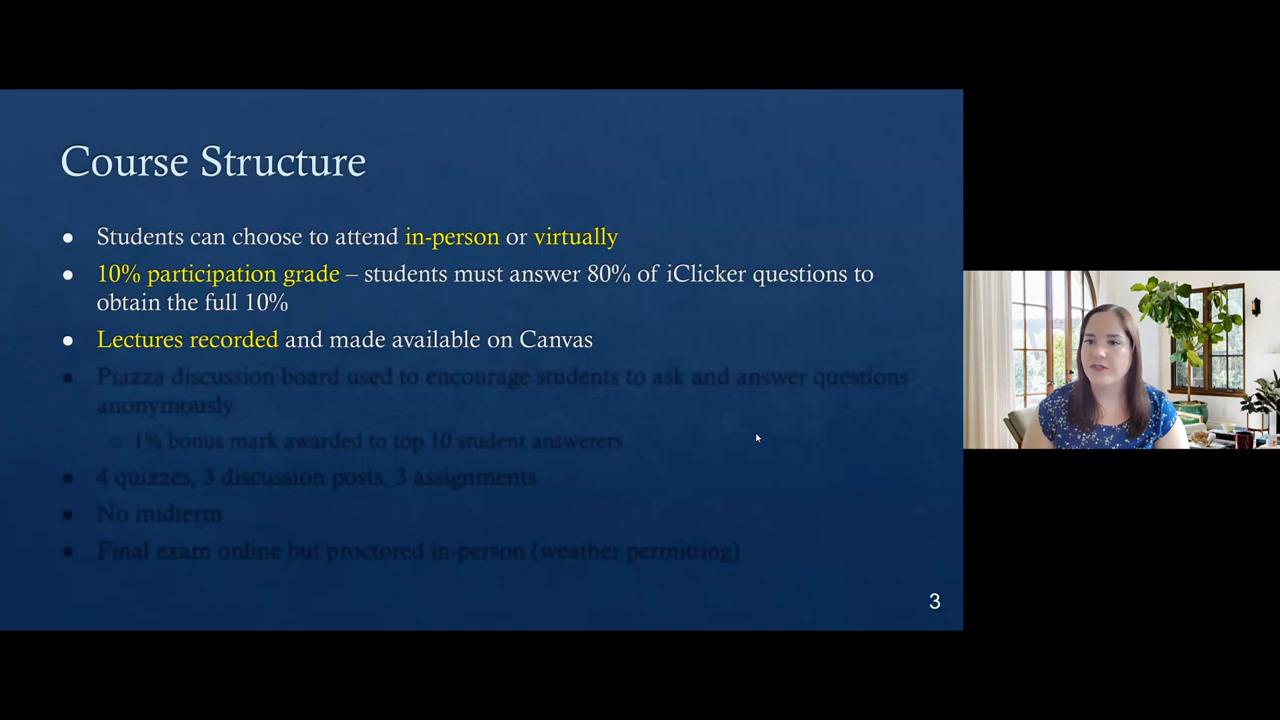 Course Structure
● Students can choose to attend in-person or virtually
● 10% participation grade – students must answer 80% of iClicker questions to
obtain the full 10%
● Lectures recorded and made available on Canvas
● Piazza discussion board used to encourage students to ask and answer questions
anonymously
○ 1% bonus mark awarded to top 10 student answerers
● 4 quizzes, 3 discussion posts, 3 assignments
● No midterm
● Final exam online but proctored in-person (weather permitting)
3